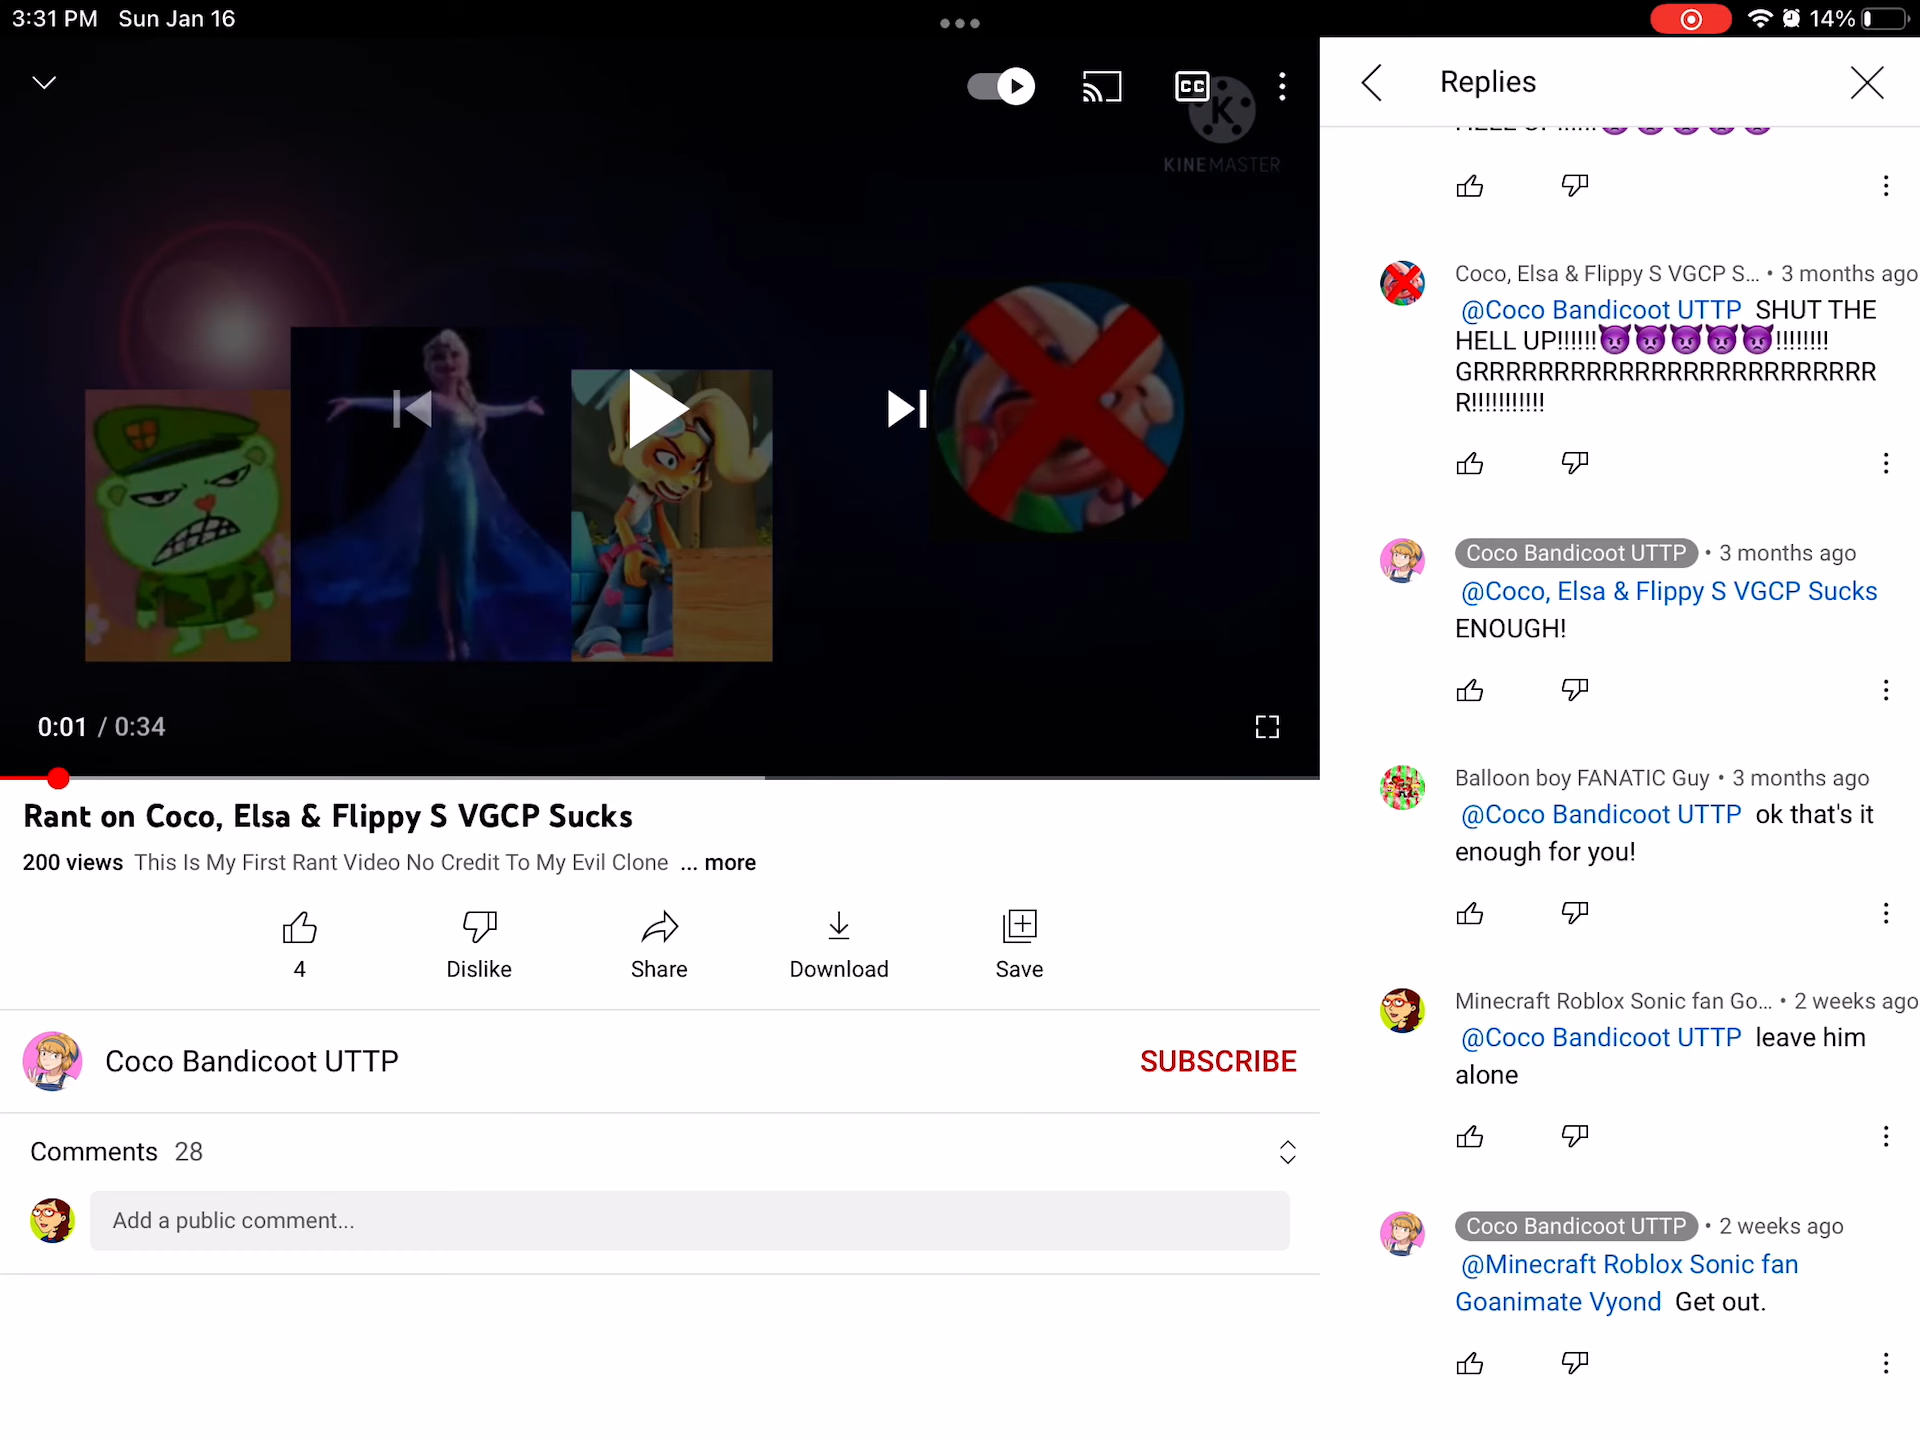 3:31 PM Sun Jan 16
14%
CC
K
KINEMASTER
0:01 / 0:34
Rant on Coco, Elsa & Flippy S VGCP Sucks
200 views This Is My First Rant Video No Credit To My Evil Clone ... more
4
Dislike
Share
Download
Save
Coco Bandicoot UTTP
SUBSCRIBE
Comments 28
Add a public comment...
Replies
HELL UP!!!!!!👿👿👿👿👿
Coco, Elsa & Flippy S VGCP S... • 3 months ago
@Coco Bandicoot UTTP SHUT THE
HELL UP!!!!!!👿👿👿👿👿!!!!!!!!
GRRRRRRRRRRRRRRRRRRRRRRRRR
R!!!!!!!!!!!
Coco Bandicoot UTTP • 3 months ago
@Coco, Elsa & Flippy S VGCP Sucks
ENOUGH!
Balloon boy FANATIC Guy • 3 months ago
@Coco Bandicoot UTTP ok that's it
enough for you!
Minecraft Roblox Sonic fan Go... • 2 weeks ago
@Coco Bandicoot UTTP leave him
alone
Coco Bandicoot UTTP • 2 weeks ago
@Minecraft Roblox Sonic fan
Goanimate Vyond Get out.